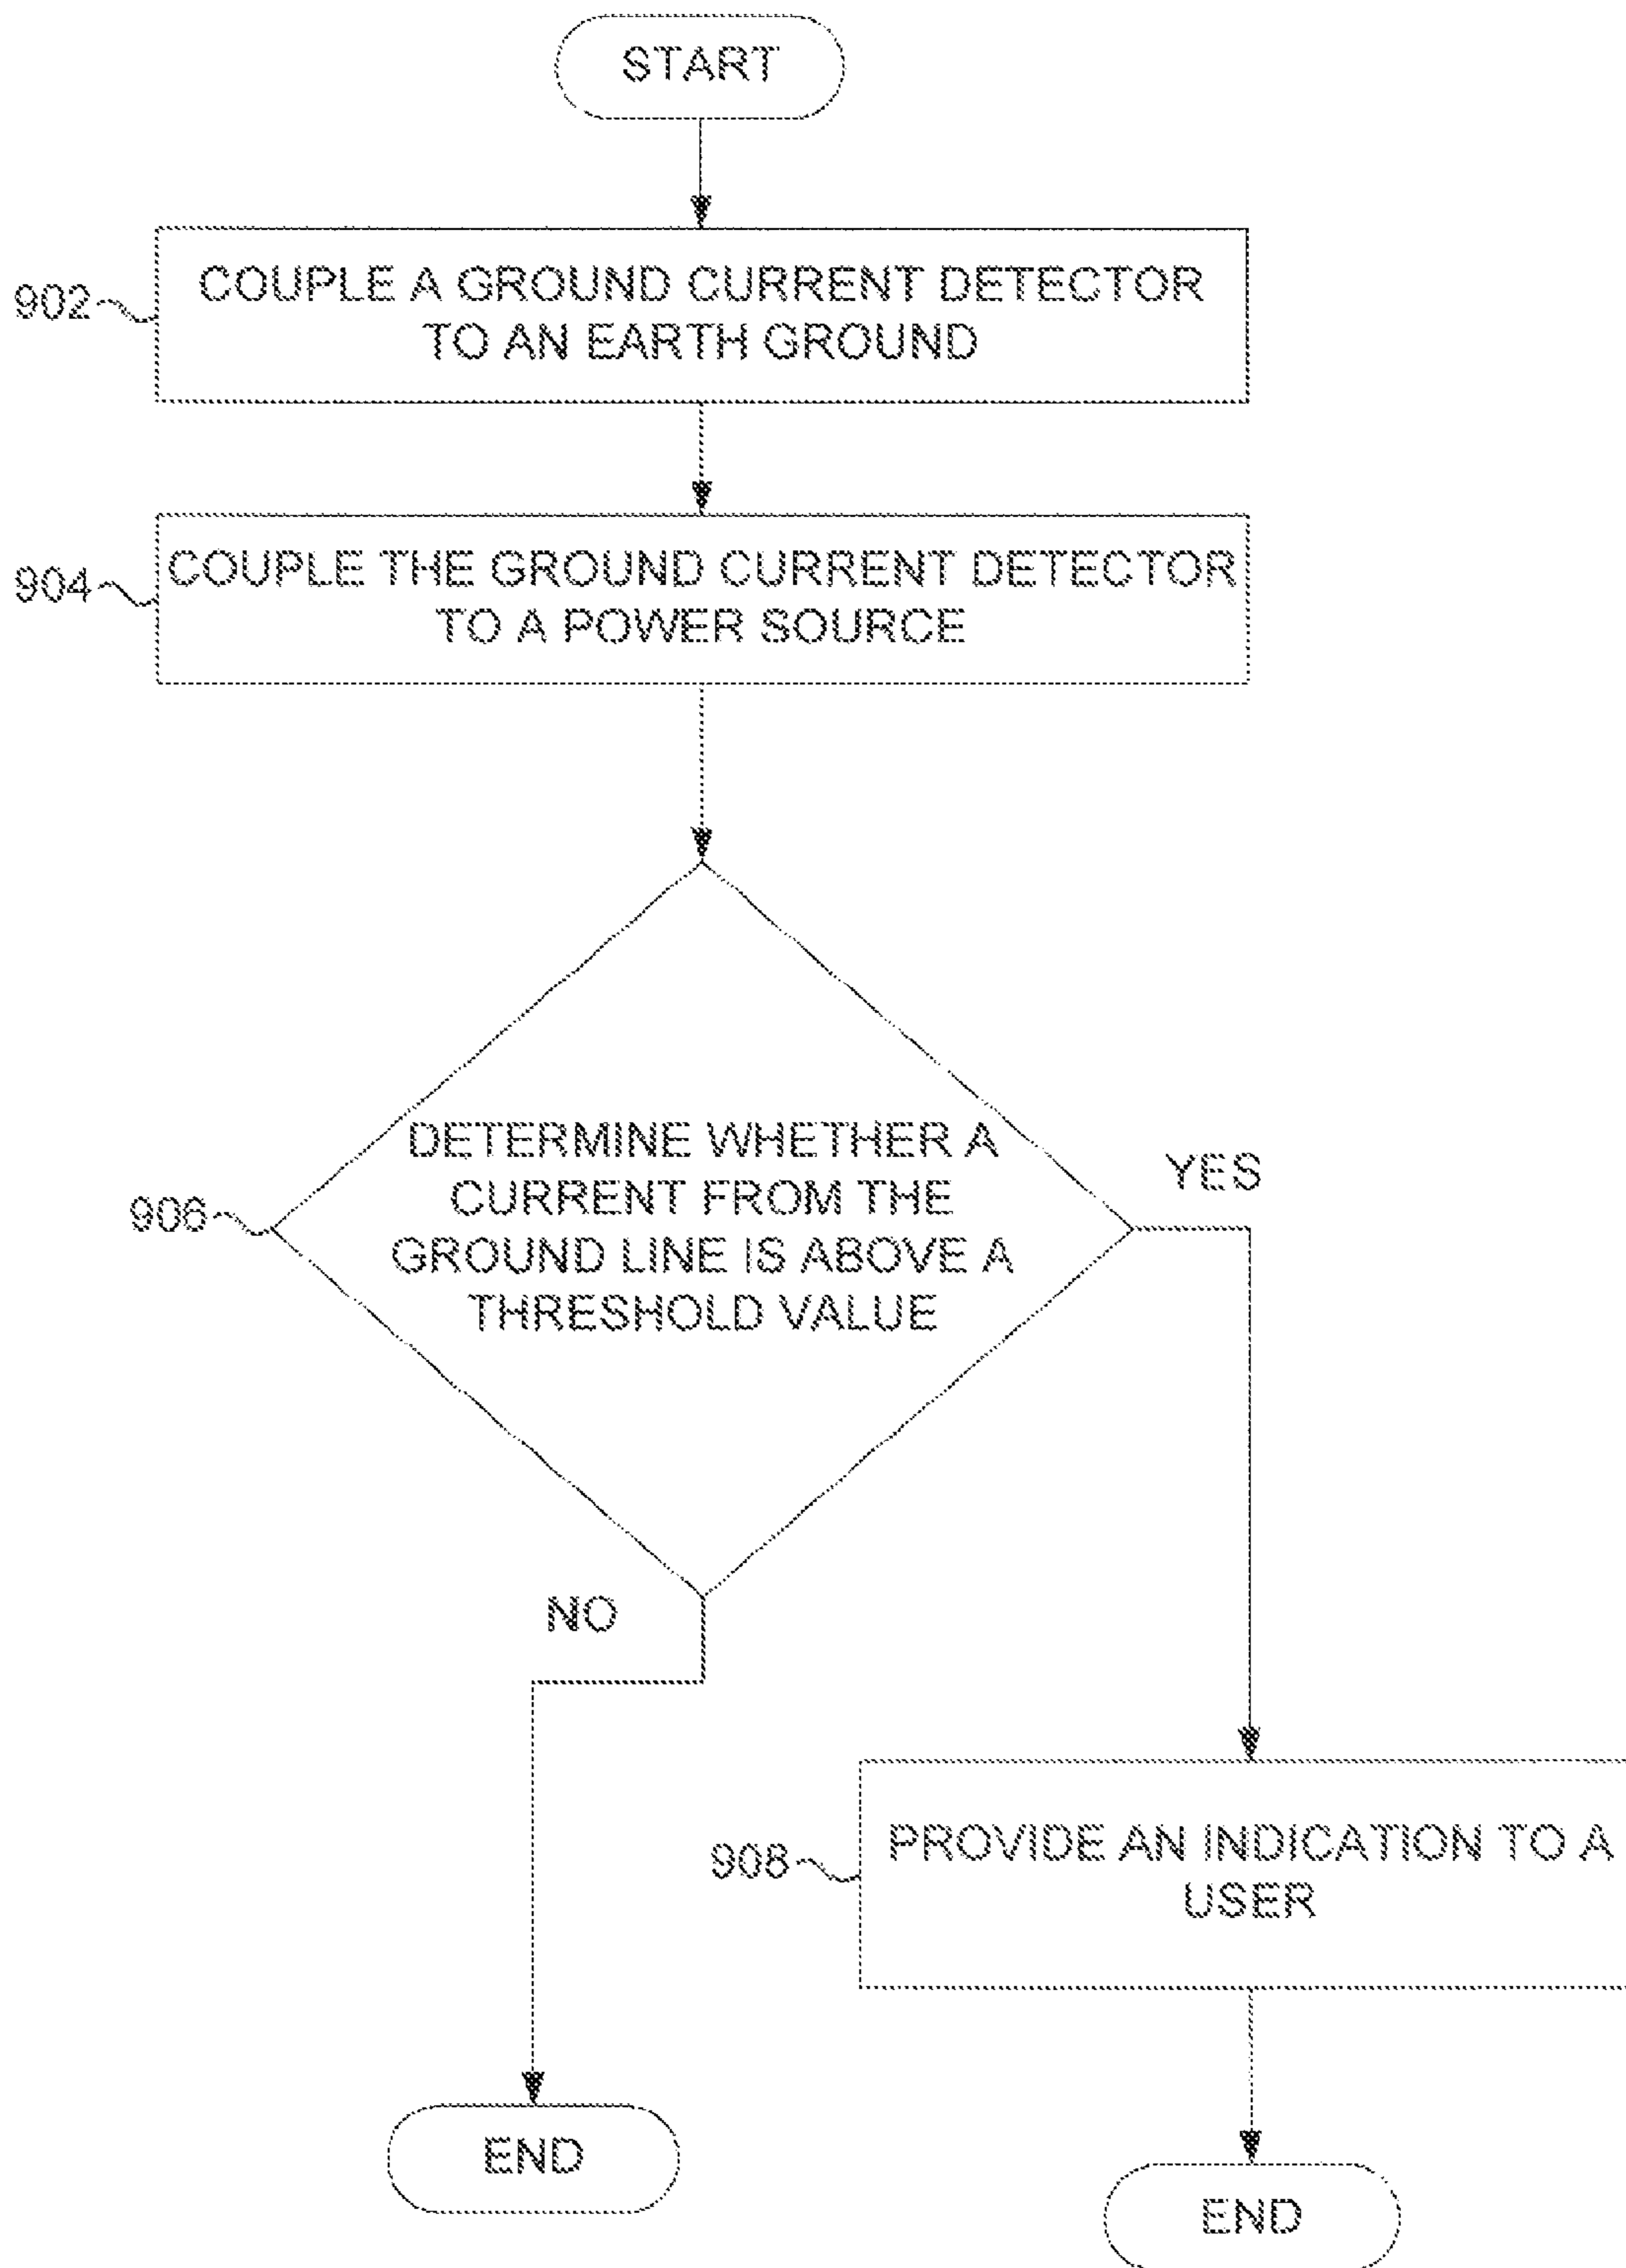 START
902
COUPLE A GROUND CURRENT DETECTOR
TO AN EARTH GROUND
904
COUPLE THE GROUND CURRENT DETECTOR
TO A POWER SOURCE
906
DETERMINE WHETHER A
CURRENT FROM THE
GROUND LINE IS ABOVE A
THRESHOLD VALUE
YES
NO
908
PROVIDE AN INDICATION TO A
USER
END
END